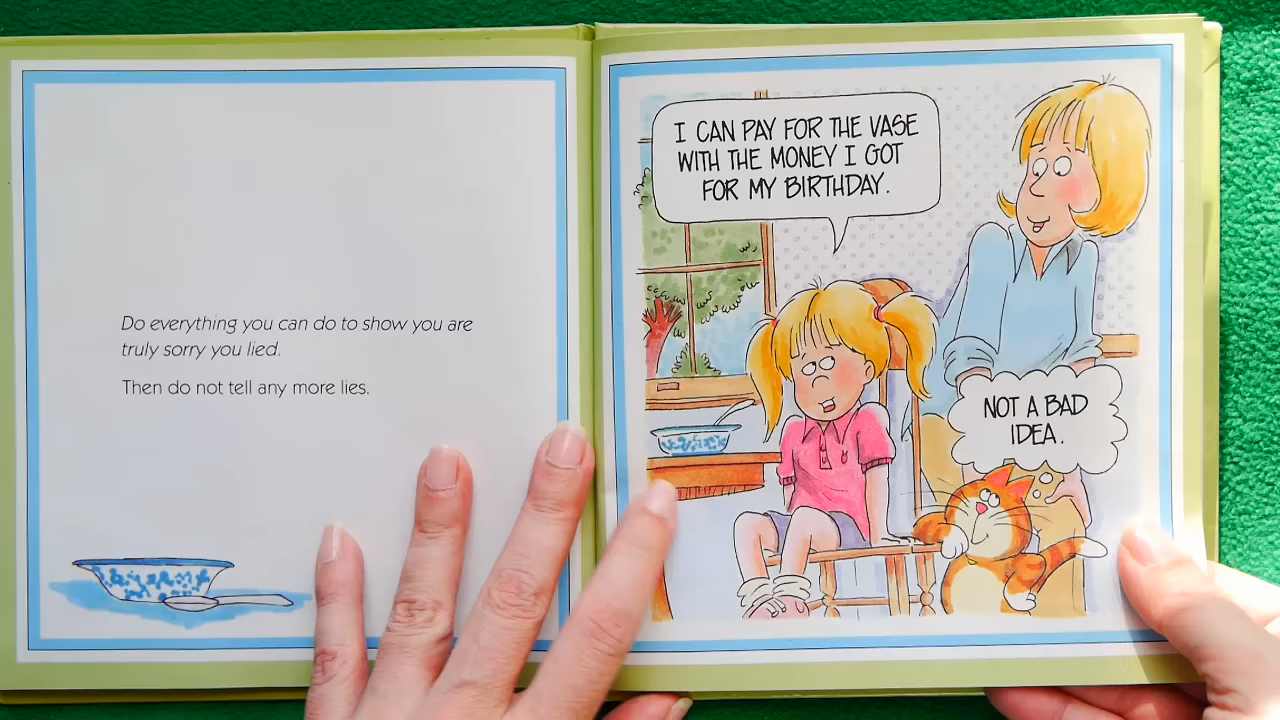 Do everything you can do to show you are
truly sorry you lied.
Then do not tell any more lies.
I CAN PAY FOR THE VASE
WITH THE MONEY I GOT
FOR MY BIRTHDAY.
NOT A BAD
IDEA.